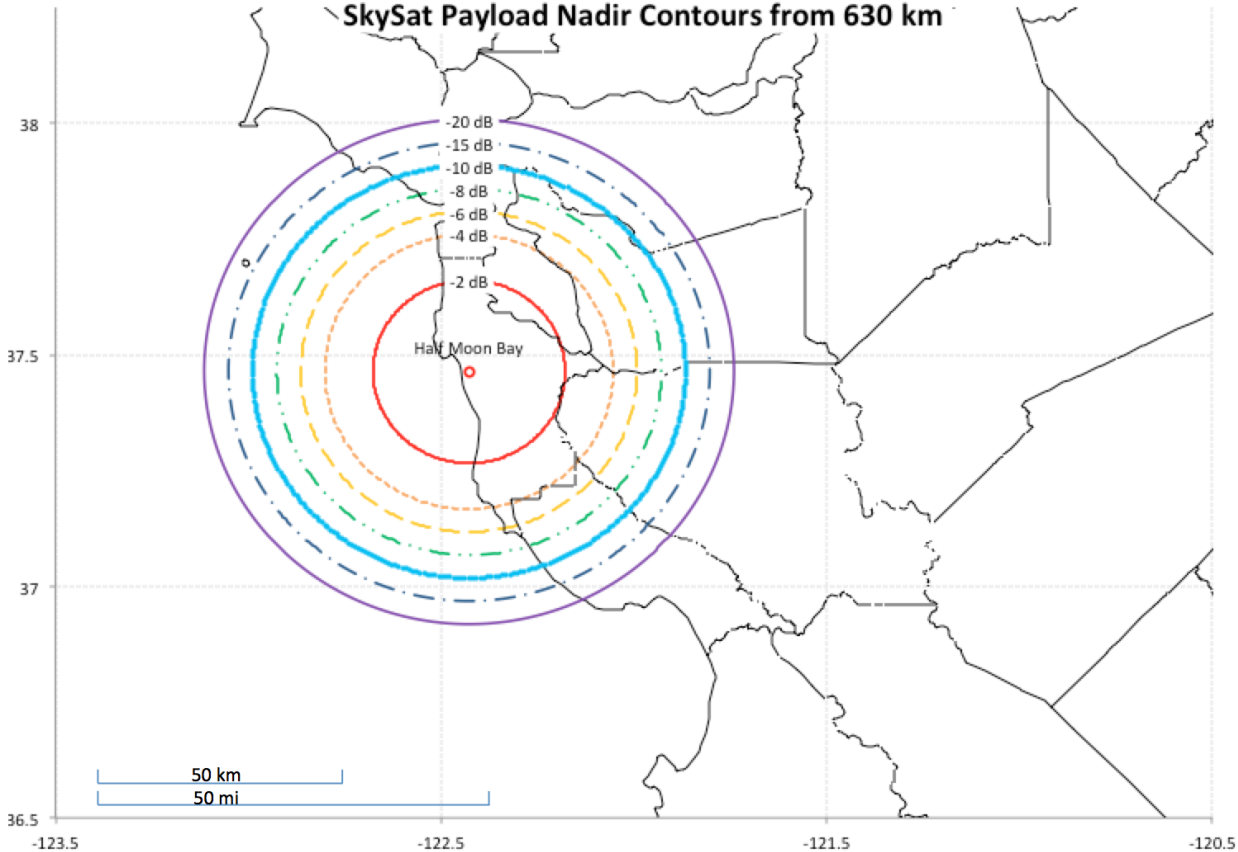 SkySat Payload Nadir Contours from 630 km
38
-20 dB
-15 dB
-10 dB
-8 dB
-6 dB
-4 dB
-2 dB
37.5
Half Moon Bay
37
50 km
50 mi
36.5
-123.5
-122.5
-121.5
-120.5